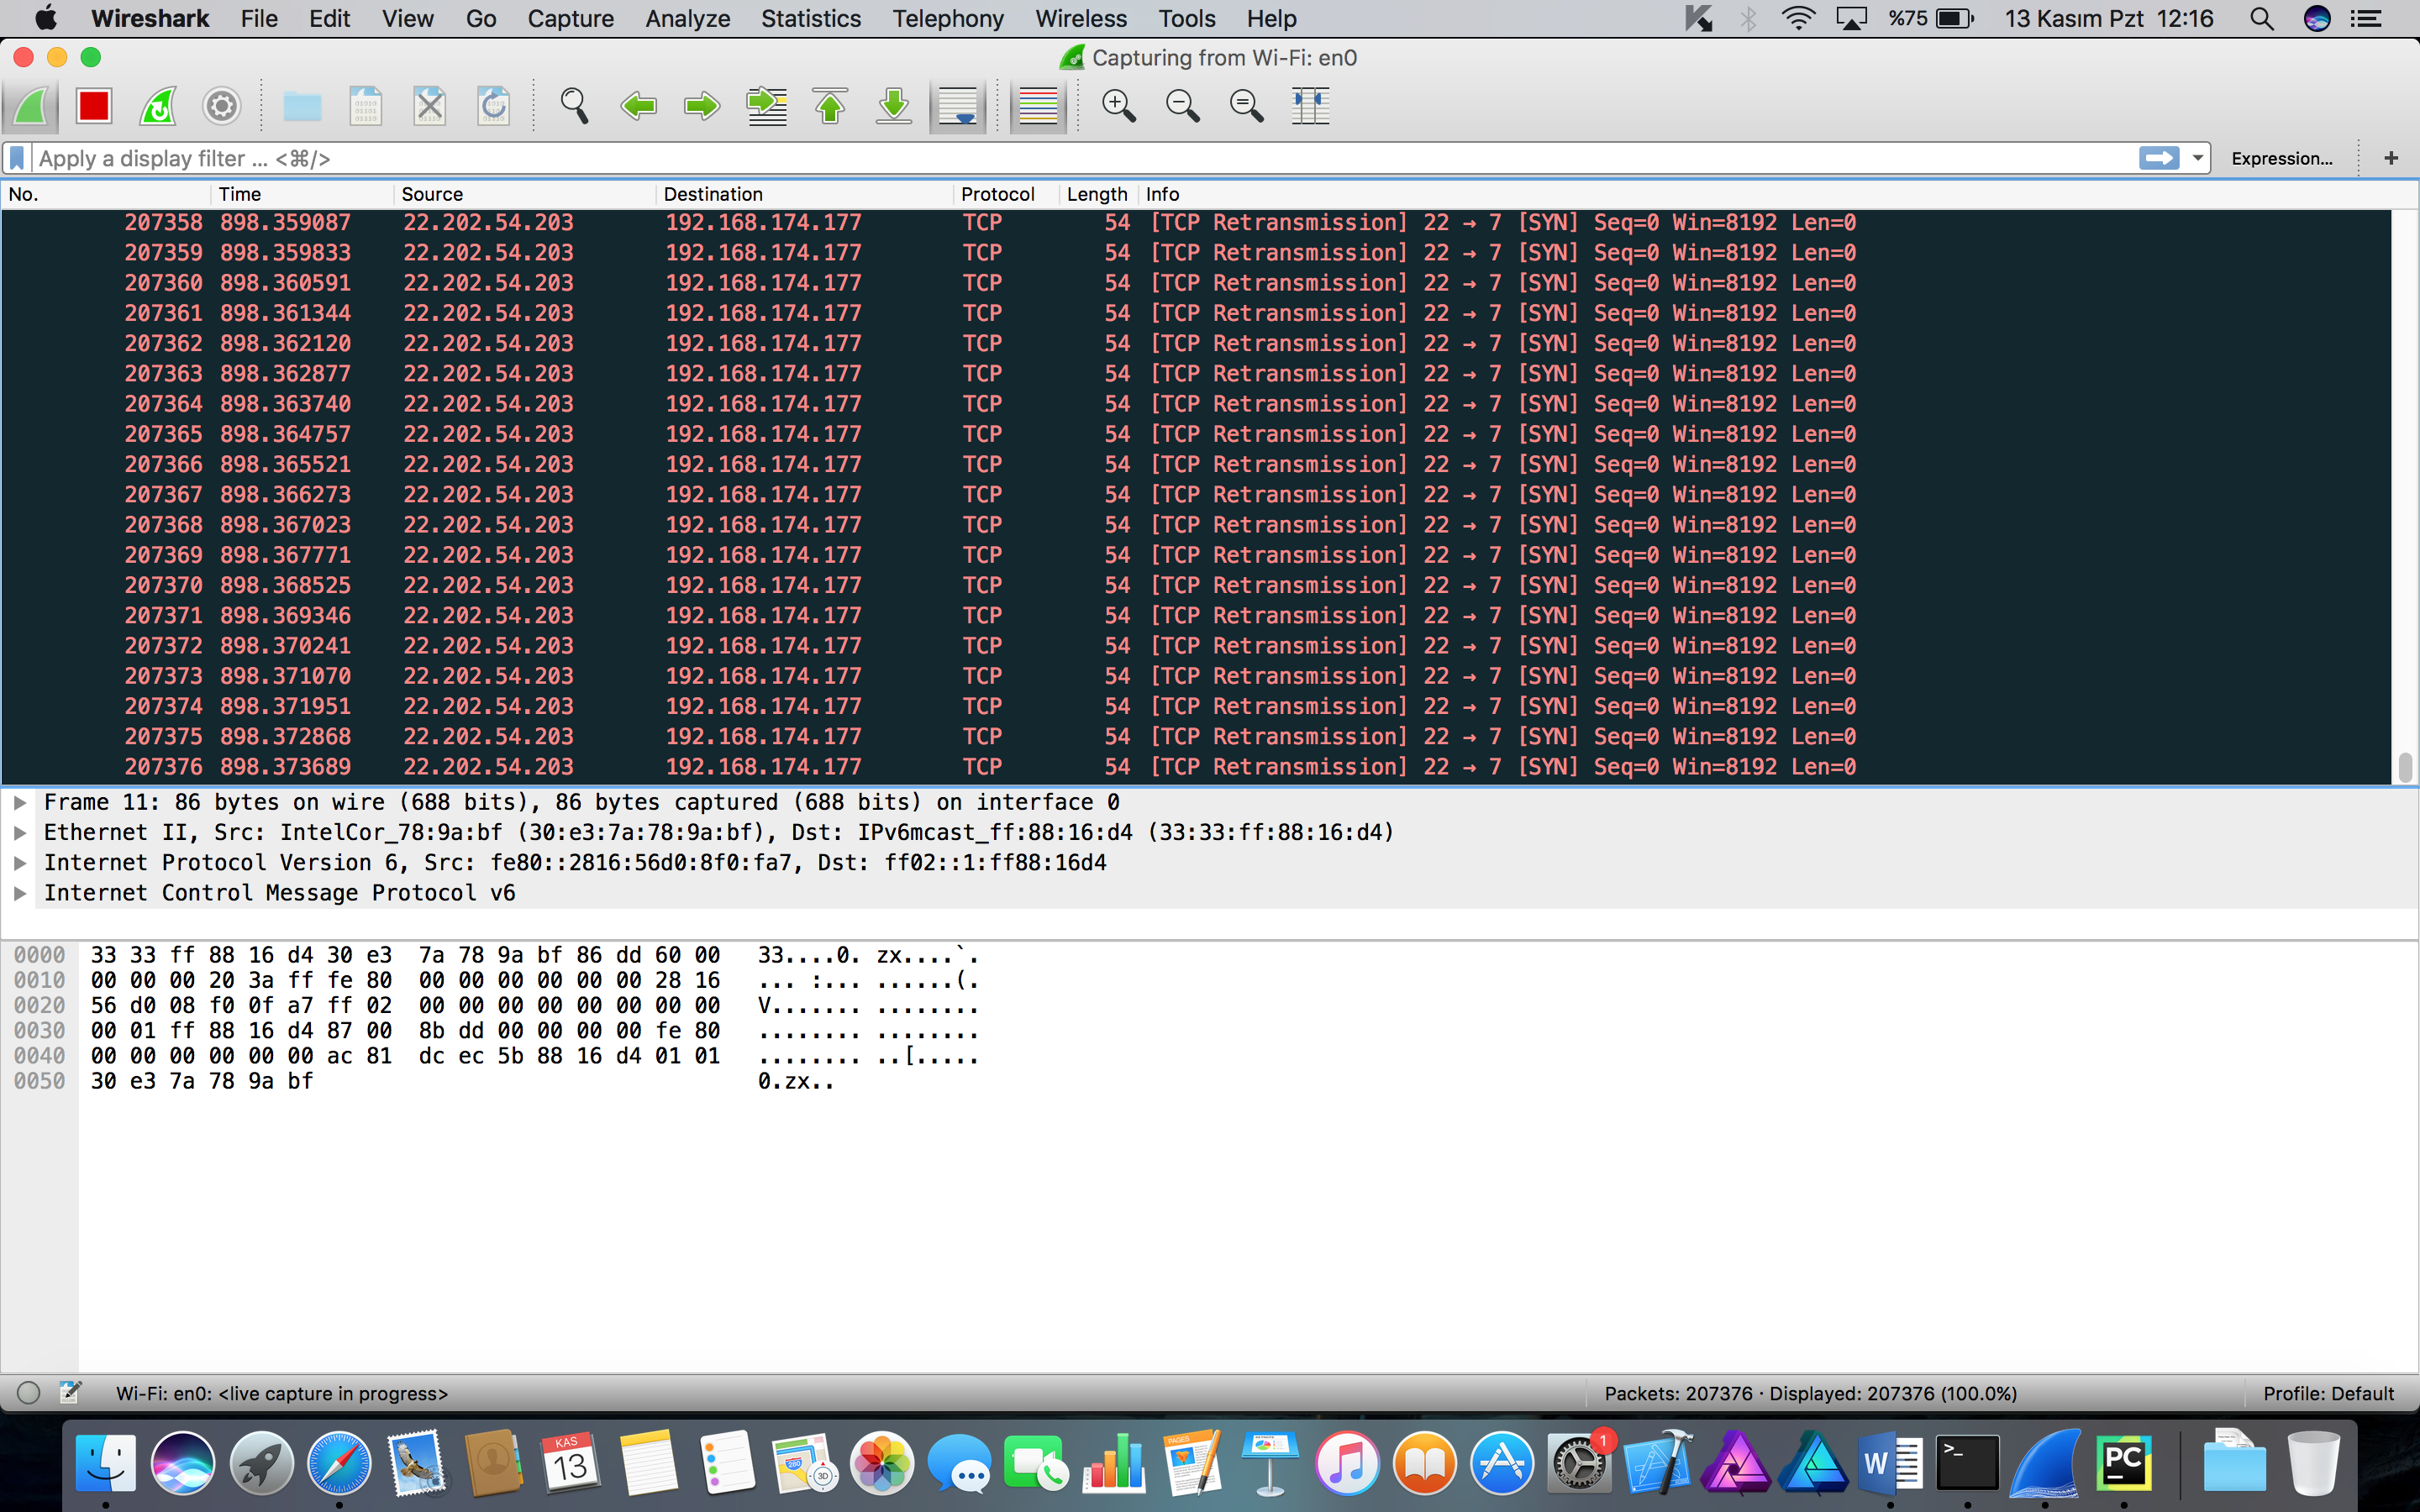 Wireshark File Edit View Go Capture Analyze Statistics Telephony Wireless Tools Help %75 13 Kasım Pzt 12:16
Capturing from Wi-Fi: en0
Apply a display filter ... <⌘/> Expression... +
No. Time Source Destination Protocol Length Info
207358 898.359087 22.202.54.203 192.168.174.177 TCP 54 [TCP Retransmission] 22 → 7 [SYN] Seq=0 Win=8192 Len=0
207359 898.359833 22.202.54.203 192.168.174.177 TCP 54 [TCP Retransmission] 22 → 7 [SYN] Seq=0 Win=8192 Len=0
207360 898.360591 22.202.54.203 192.168.174.177 TCP 54 [TCP Retransmission] 22 → 7 [SYN] Seq=0 Win=8192 Len=0
207361 898.361344 22.202.54.203 192.168.174.177 TCP 54 [TCP Retransmission] 22 → 7 [SYN] Seq=0 Win=8192 Len=0
207362 898.362120 22.202.54.203 192.168.174.177 TCP 54 [TCP Retransmission] 22 → 7 [SYN] Seq=0 Win=8192 Len=0
207363 898.362877 22.202.54.203 192.168.174.177 TCP 54 [TCP Retransmission] 22 → 7 [SYN] Seq=0 Win=8192 Len=0
207364 898.363740 22.202.54.203 192.168.174.177 TCP 54 [TCP Retransmission] 22 → 7 [SYN] Seq=0 Win=8192 Len=0
207365 898.364757 22.202.54.203 192.168.174.177 TCP 54 [TCP Retransmission] 22 → 7 [SYN] Seq=0 Win=8192 Len=0
207366 898.365521 22.202.54.203 192.168.174.177 TCP 54 [TCP Retransmission] 22 → 7 [SYN] Seq=0 Win=8192 Len=0
207367 898.366273 22.202.54.203 192.168.174.177 TCP 54 [TCP Retransmission] 22 → 7 [SYN] Seq=0 Win=8192 Len=0
207368 898.367023 22.202.54.203 192.168.174.177 TCP 54 [TCP Retransmission] 22 → 7 [SYN] Seq=0 Win=8192 Len=0
207369 898.367771 22.202.54.203 192.168.174.177 TCP 54 [TCP Retransmission] 22 → 7 [SYN] Seq=0 Win=8192 Len=0
207370 898.368525 22.202.54.203 192.168.174.177 TCP 54 [TCP Retransmission] 22 → 7 [SYN] Seq=0 Win=8192 Len=0
207371 898.369346 22.202.54.203 192.168.174.177 TCP 54 [TCP Retransmission] 22 → 7 [SYN] Seq=0 Win=8192 Len=0
207372 898.370241 22.202.54.203 192.168.174.177 TCP 54 [TCP Retransmission] 22 → 7 [SYN] Seq=0 Win=8192 Len=0
207373 898.371070 22.202.54.203 192.168.174.177 TCP 54 [TCP Retransmission] 22 → 7 [SYN] Seq=0 Win=8192 Len=0
207374 898.371951 22.202.54.203 192.168.174.177 TCP 54 [TCP Retransmission] 22 → 7 [SYN] Seq=0 Win=8192 Len=0
207375 898.372868 22.202.54.203 192.168.174.177 TCP 54 [TCP Retransmission] 22 → 7 [SYN] Seq=0 Win=8192 Len=0
207376 898.373689 22.202.54.203 192.168.174.177 TCP 54 [TCP Retransmission] 22 → 7 [SYN] Seq=0 Win=8192 Len=0
Frame 11: 86 bytes on wire (688 bits), 86 bytes captured (688 bits) on interface 0
Ethernet II, Src: IntelCor_78:9a:bf (30:e3:7a:78:9a:bf), Dst: IPv6mcast_ff:88:16:d4 (33:33:ff:88:16:d4)
Internet Protocol Version 6, Src: fe80::2816:56d0:8f0:fa7, Dst: ff02::1:ff88:16d4
Internet Control Message Protocol v6
0000 33 33 ff 88 16 d4 30 e3 7a 78 9a bf 86 dd 60 00 33....0. zx....`.
0010 00 00 00 20 3a ff fe 80 00 00 00 00 00 00 28 16 ... :... ......(.
0020 56 d0 08 f0 0f a7 ff 02 00 00 00 00 00 00 00 00 V....... ........
0030 00 01 ff 88 16 d4 87 00 8b dd 00 00 00 00 fe 80 ........ ........
0040 00 00 00 00 00 00 ac 81 dc ec 5b 88 16 d4 01 01 ........ ..[.....
0050 30 e3 7a 78 9a bf 0.zx..
Wi-Fi: en0: <live capture in progress> Packets: 207376 · Displayed: 207376 (100.0%) Profile: Default
KAS
13
280
3D
PAGES
1
W
>_
PC